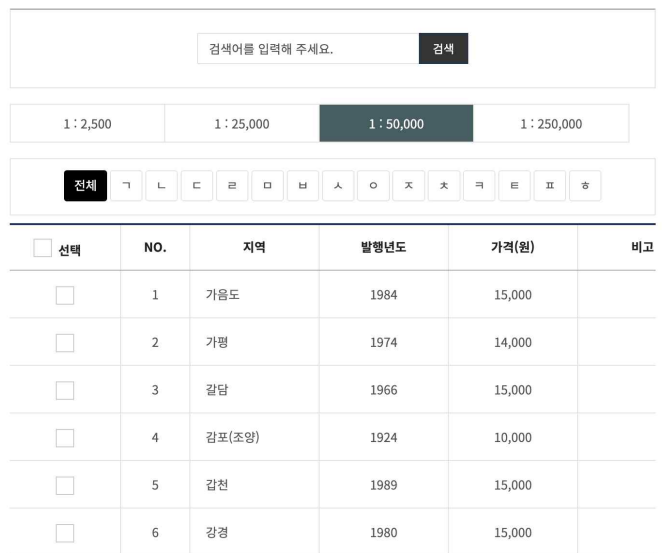 검색어를 입력해 주세요. 검색
1 : 2,500 1 : 25,000 1 : 50,000 1 : 250,000
전체 ㄱ ㄴ ㄷ ㄹ ㅁ ㅂ ㅅ ㅇ ㅈ ㅊ ㅋ ㅌ ㅍ ㅎ
선택 NO. 지역 발행년도 가격(원) 비고
1 가음도 1984 15,000
2 가평 1974 14,000
3 갈담 1966 15,000
4 감포(조양) 1924 10,000
5 갑천 1989 15,000
6 강경 1980 15,000